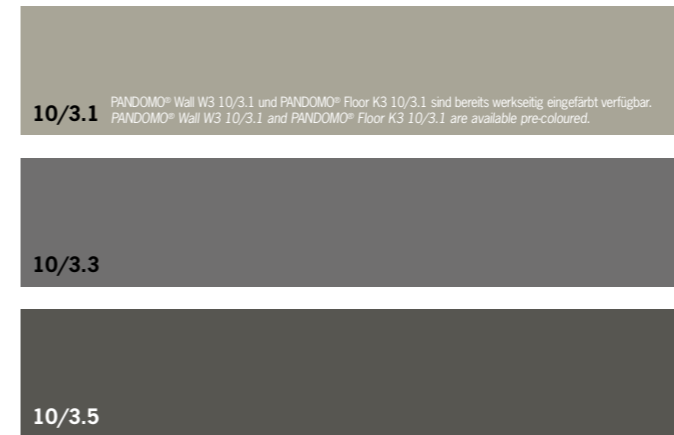 10/3.1
PANDOMO® Wall W3 10/3.1 und PANDOMO® Floor K3 10/3.1 sind bereits werkseitig eingefärbt verfügbar.
PANDOMO® Wall W3 10/3.1 and PANDOMO® Floor K3 10/3.1 are available pre-coloured.
10/3.3
10/3.5